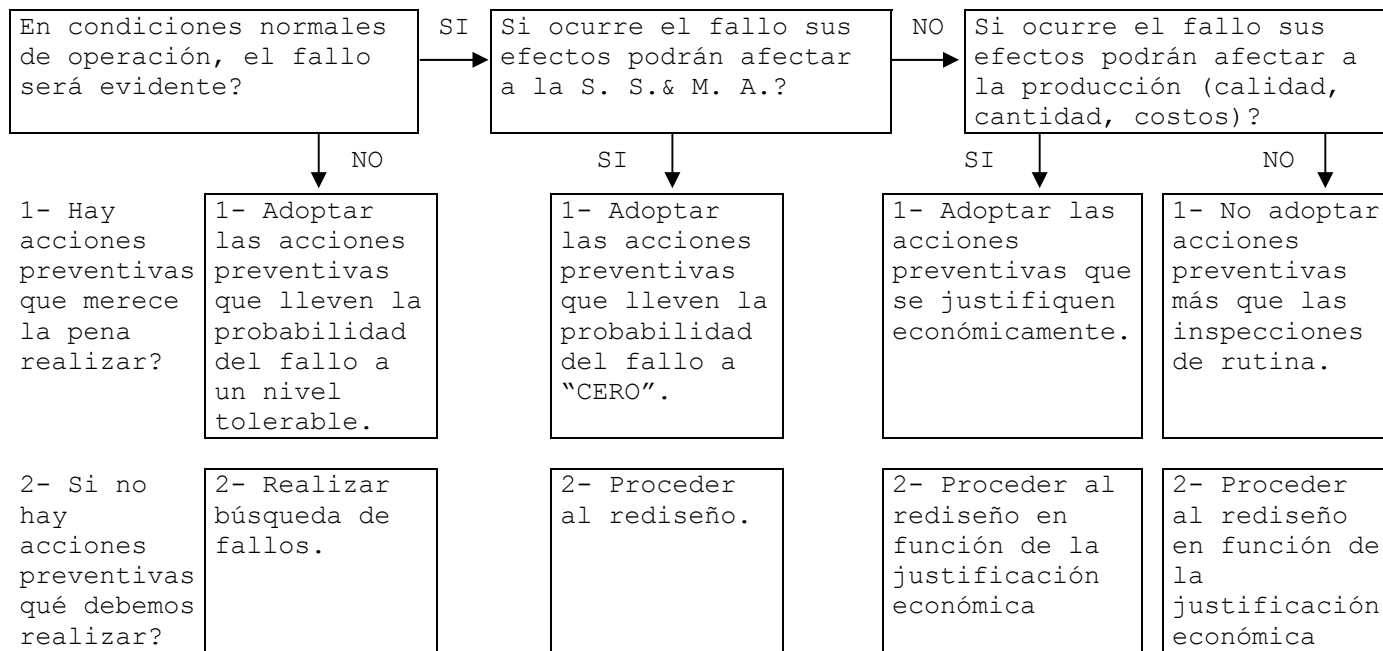 En condiciones normales
de operación, el fallo
será evidente?
SI
Si ocurre el fallo sus
efectos podrán afectar
a la S. S.& M. A.?
NO
Si ocurre el fallo sus
efectos podrán afectar a
la producción (calidad,
cantidad, costos)?
NO
SI
SI
NO
1- Hay
acciones
preventivas
que merece
la pena
realizar?
1- Adoptar
las acciones
preventivas
que lleven la
probabilidad
del fallo a
un nivel
tolerable.
1- Adoptar
las acciones
preventivas
que lleven la
probabilidad
del fallo a
“CERO”.
1- Adoptar las
acciones
preventivas que
se justifiquen
económicamente.
1- No adoptar
acciones
preventivas
más que las
inspecciones
de rutina.
2- Si no
hay
acciones
preventivas
qué debemos
realizar?
2- Realizar
búsqueda de
fallos.
2- Proceder
al rediseño.
2- Proceder al
rediseño en
función de la
justificación
económica
2- Proceder
al rediseño
en función de
la
justificación
económica